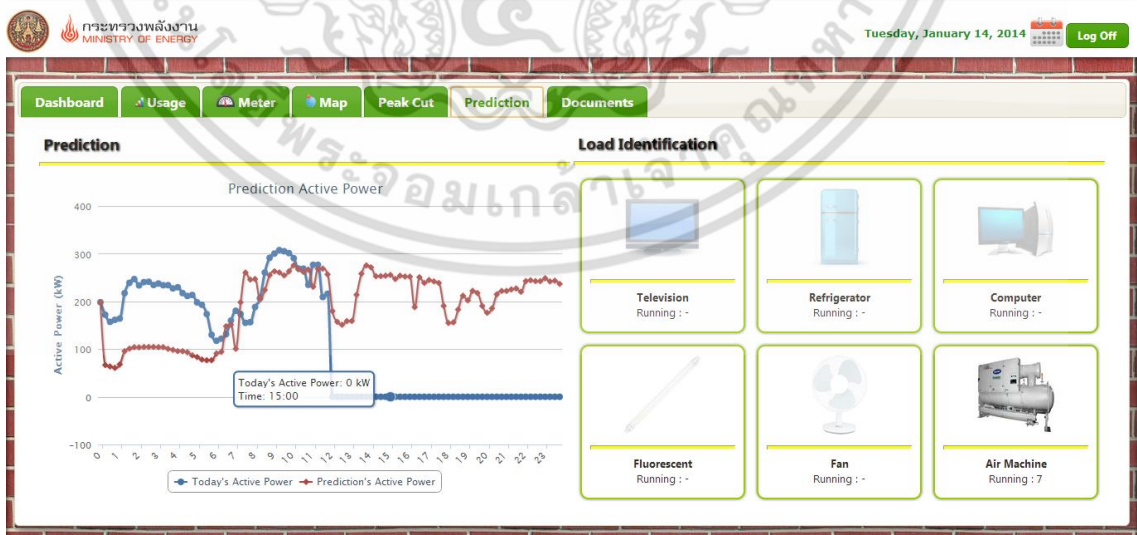 กระทรวงพลังงาน
MINISTRY OF ENERGY
Tuesday, January 14, 2014
Log Off
Dashboard Usage Meter Map Peak Cut Prediction Documents
Prediction
Prediction Active Power
400
300
200
100
0
-100
Active Power (kW)
Today's Active Power: 0 kW
Time: 15:00
0 1 2 3 4 5 6 7 8 9 10 11 12 13 14 15 16 17 18 19 20 21 22 23
Today's Active Power Prediction's Active Power
Load Identification
Television
Running : -
Refrigerator
Running : -
Computer
Running : -
Fluorescent
Running : -
Fan
Running : -
Air Machine
Running : 7